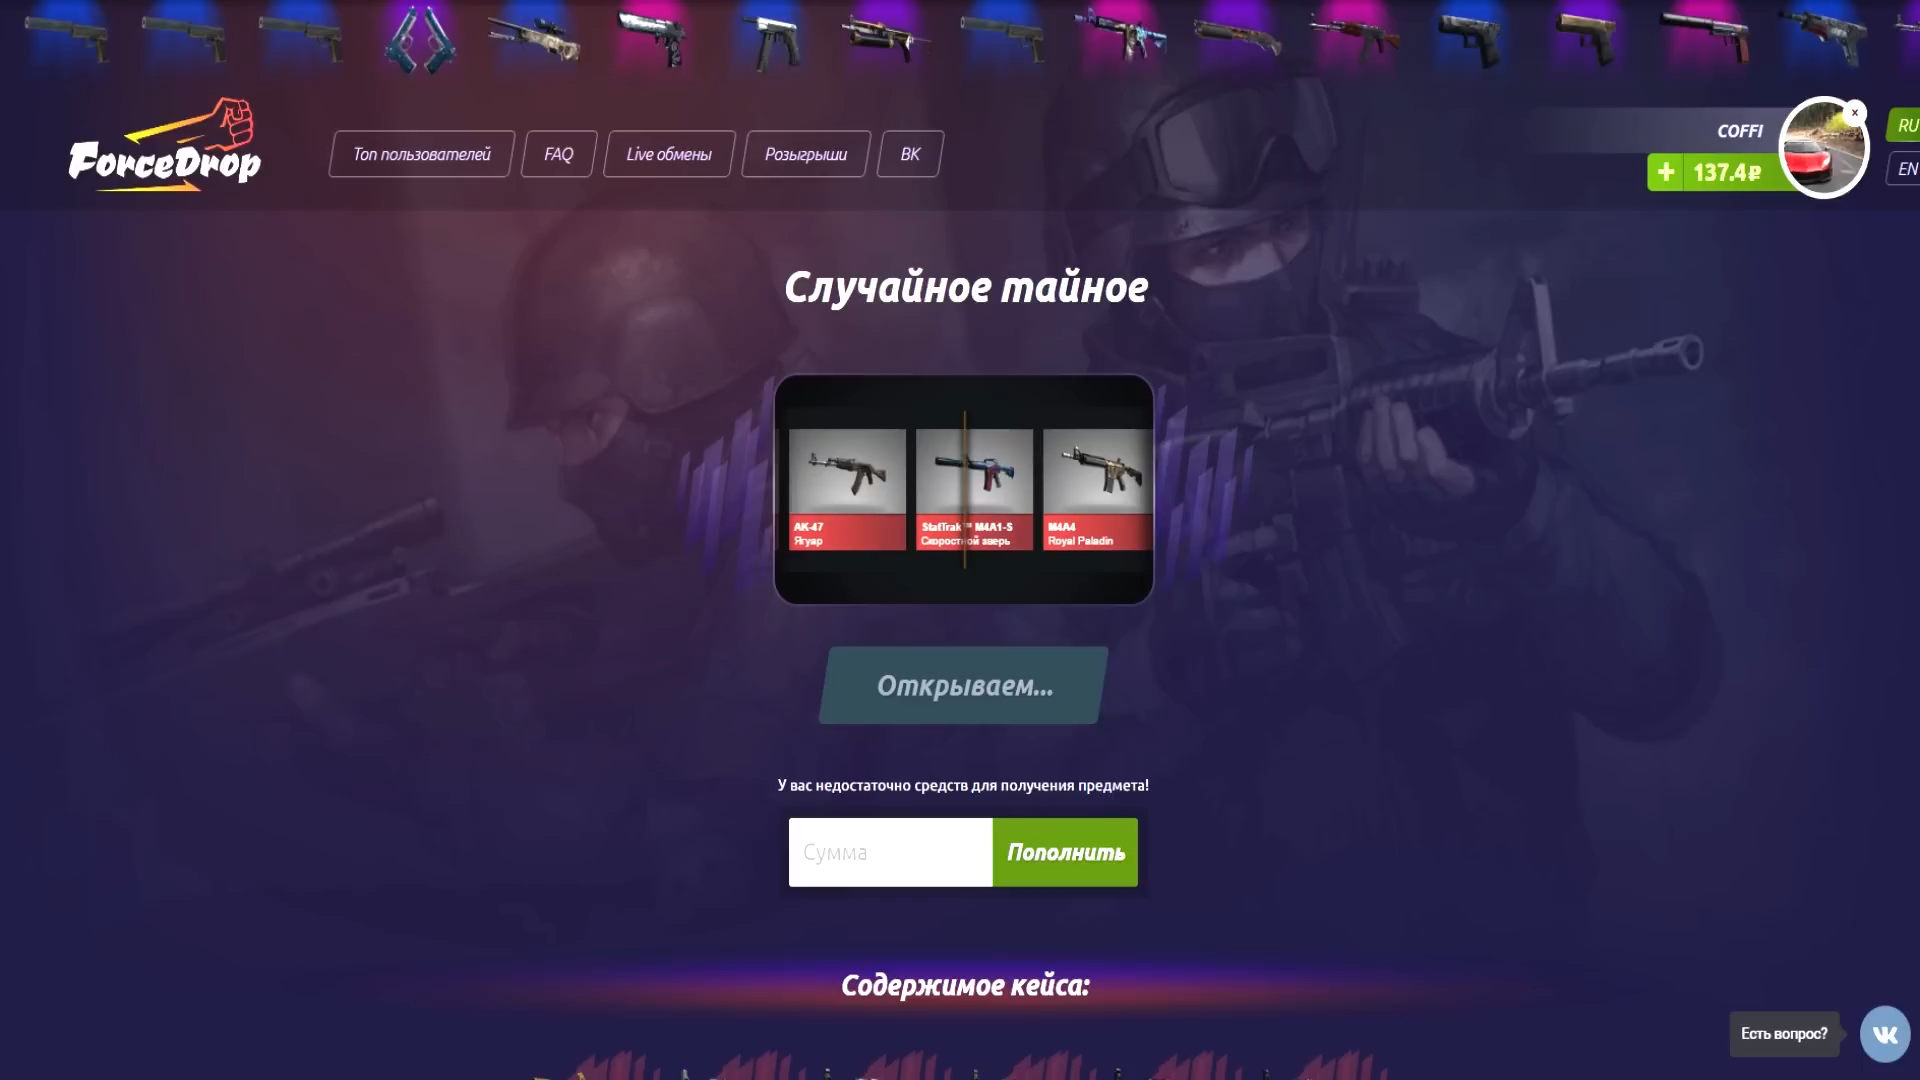 ForceDrop
Топ пользователей
FAQ
Live обмены
Розыгрыши
ВК
COFFI
x
RU
+ 137.4₽
EN
Случайное тайное
AK-47
Ягуар
StatTrak™ M4A1-S
Скоростной зверь
M4A4
Royal Paladin
Открываем...
У вас недостаточно средств для получения предмета!
Сумма
Пополнить
Содержимое кейса:
Есть вопрос?